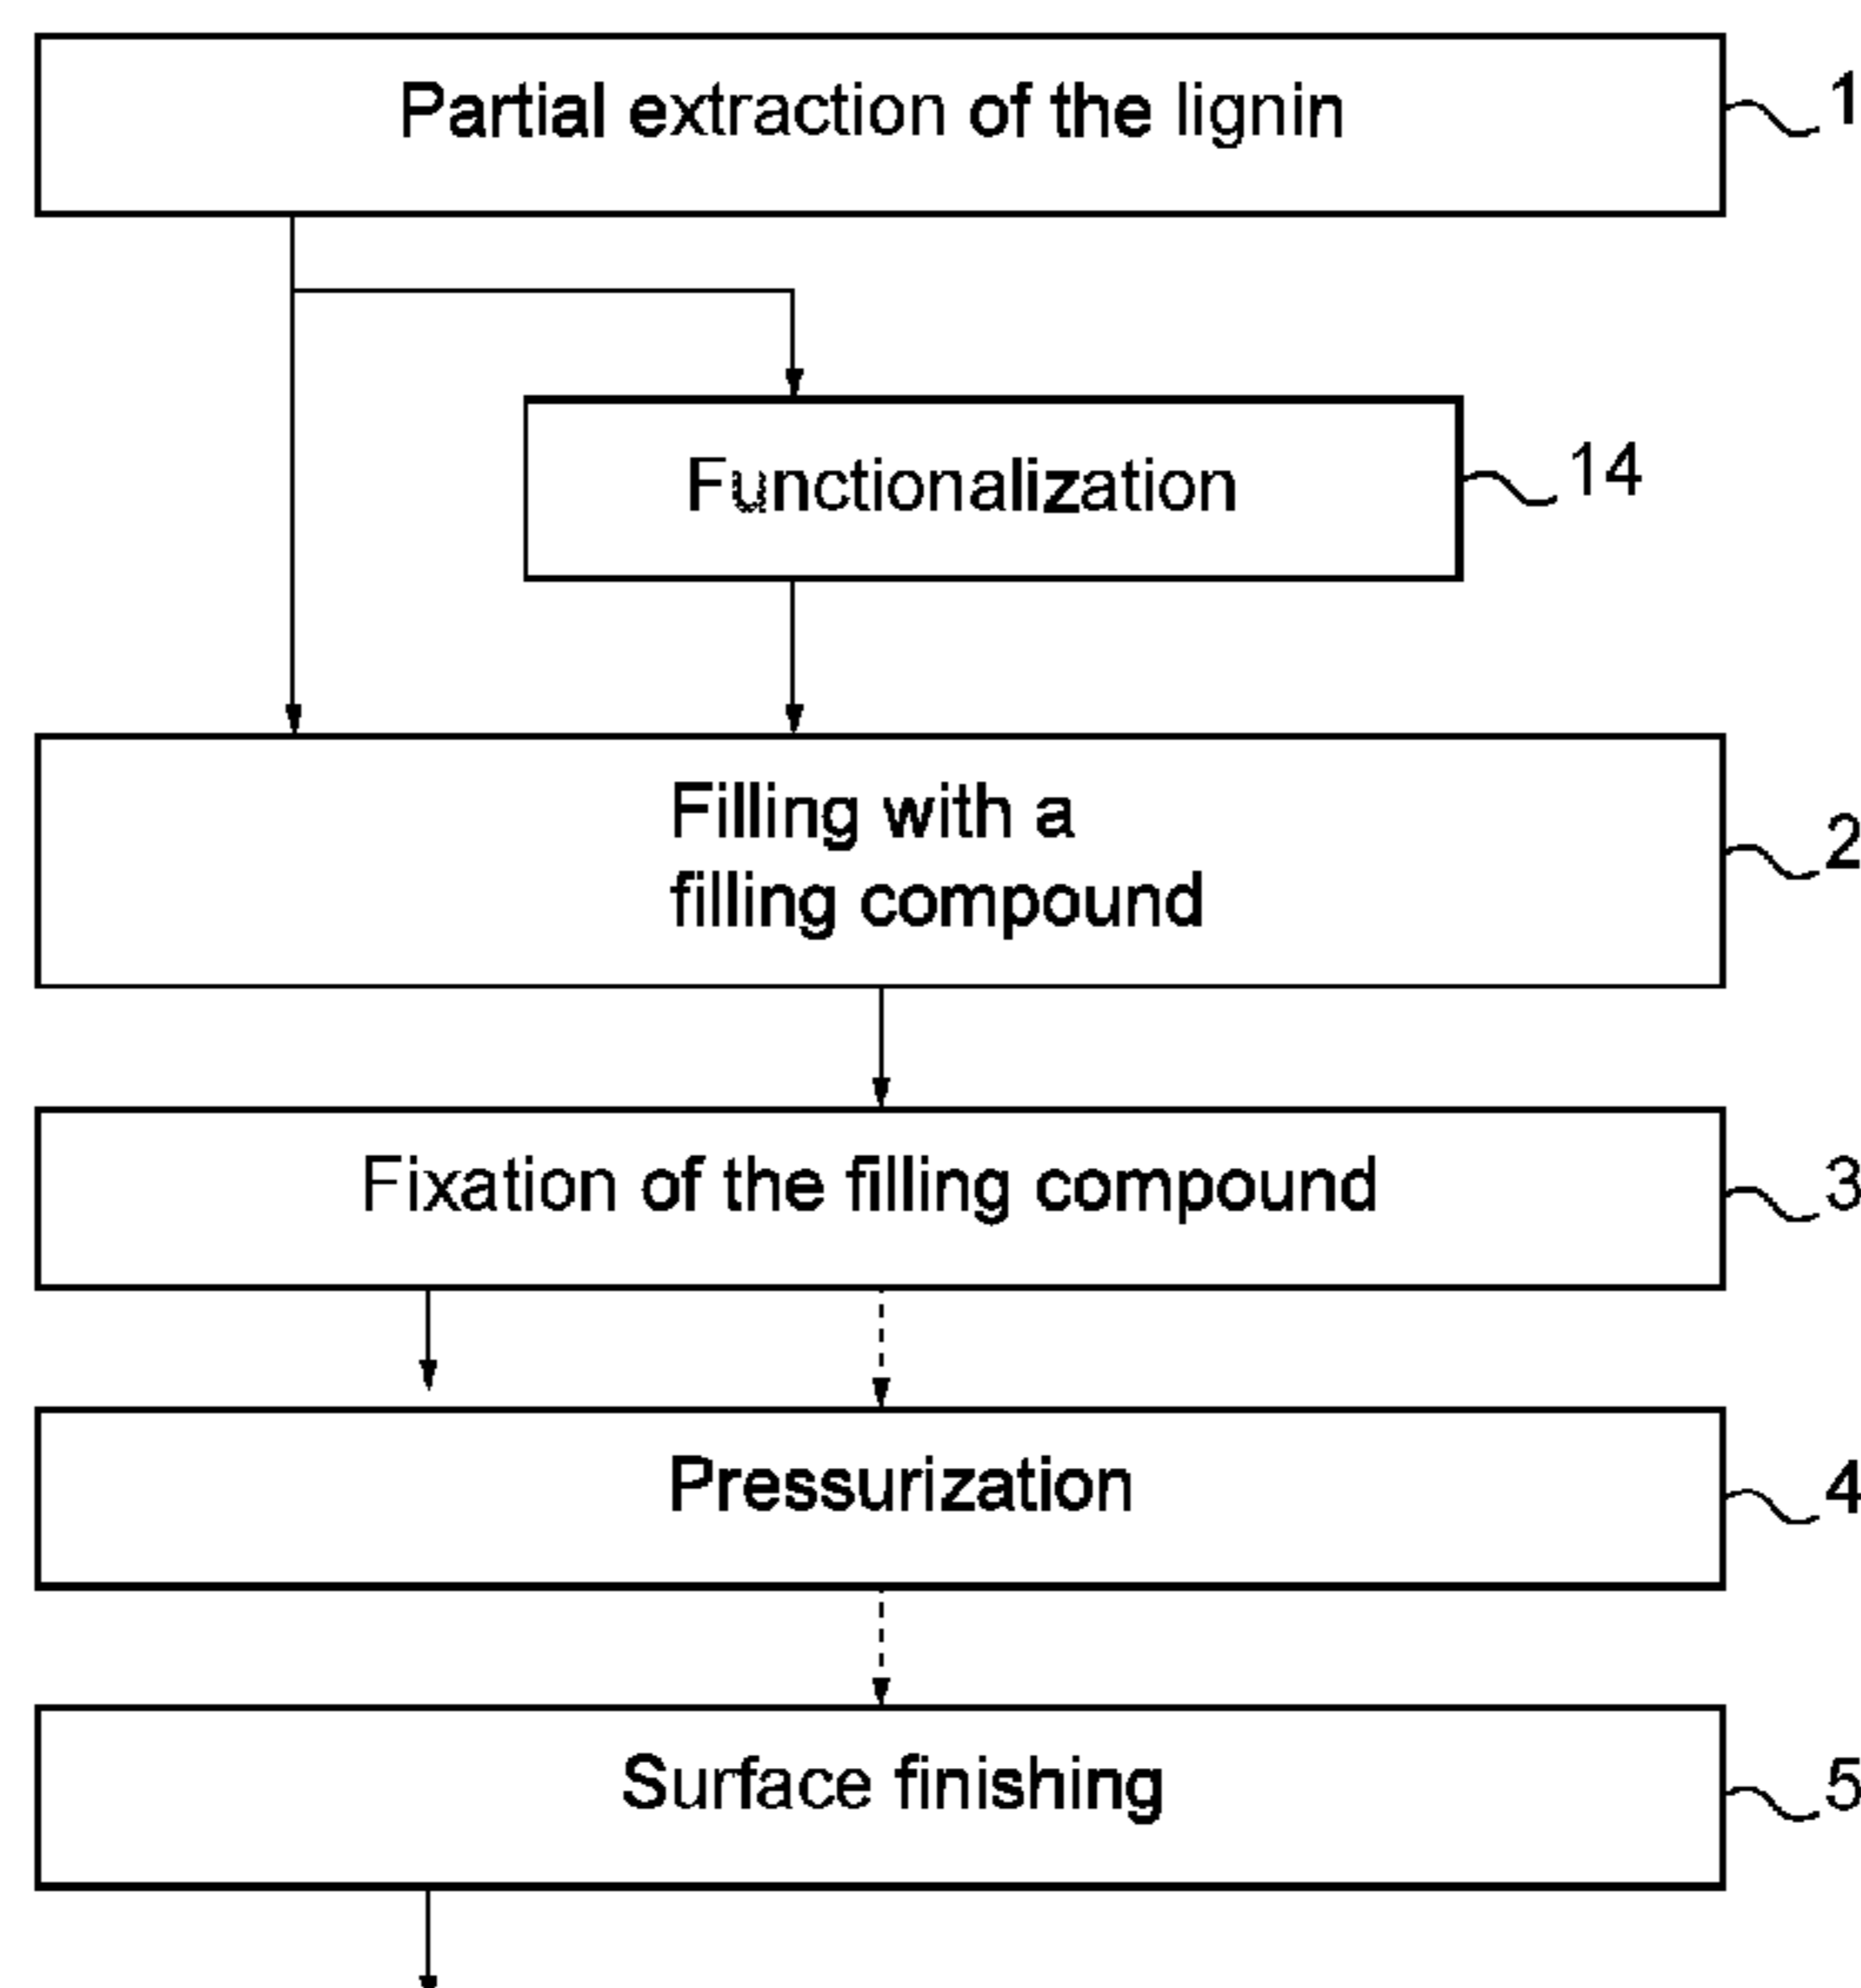 Partial extraction of the lignin
1
Functionalization
14
Filling with a
filling compound
2
Fixation of the filling compound
3
Pressurization
4
Surface finishing
5